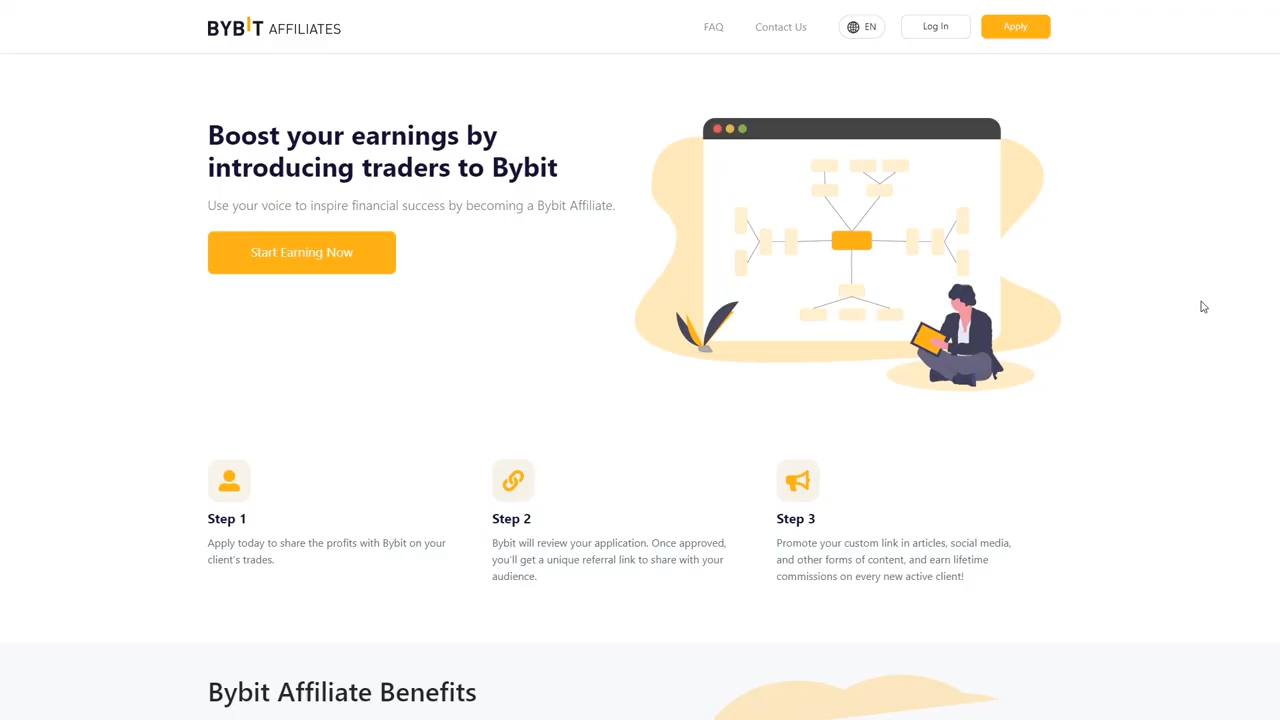 BYBIT AFFILIATES
FAQ
Contact Us
EN
Log In
Apply
Boost your earnings by
introducing traders to Bybit
Use your voice to inspire financial success by becoming a Bybit Affiliate.
Start Earning Now
Step 1
Apply today to share the profits with Bybit on your
client's trades.
Step 2
Bybit will review your application. Once approved,
you'll get a unique referral link to share with your
audience.
Step 3
Promote your custom link in articles, social media,
and other forms of content, and earn lifetime
commissions on every new active client!
Bybit Affiliate Benefits